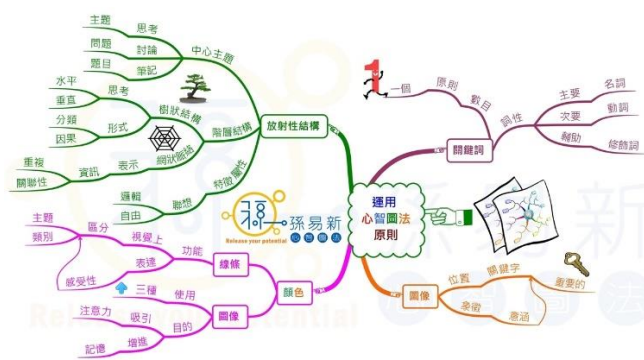 運用
心智圖法
原則
關鍵詞
數目
原則
一個
詞性
主要
名詞
次要
動詞
輔助
修飾詞
圖像
位置
關鍵字
重要的
象徵
意涵
顏色
線條
功能
視覺上
區分
主題
類別
表達
感受性
圖像
使用
三種
目的
吸引
注意力
增進
記憶
放射性結構
中心主題
思考
主題
討論
問題
筆記
題目
階層結構
樹狀結構
思考
水平
垂直
形式
分類
因果
網狀脈絡
表示
資訊
重複
關聯性
特徵屬性
聯想
邏輯
自由
孫易新
心智圖法
Release your potential